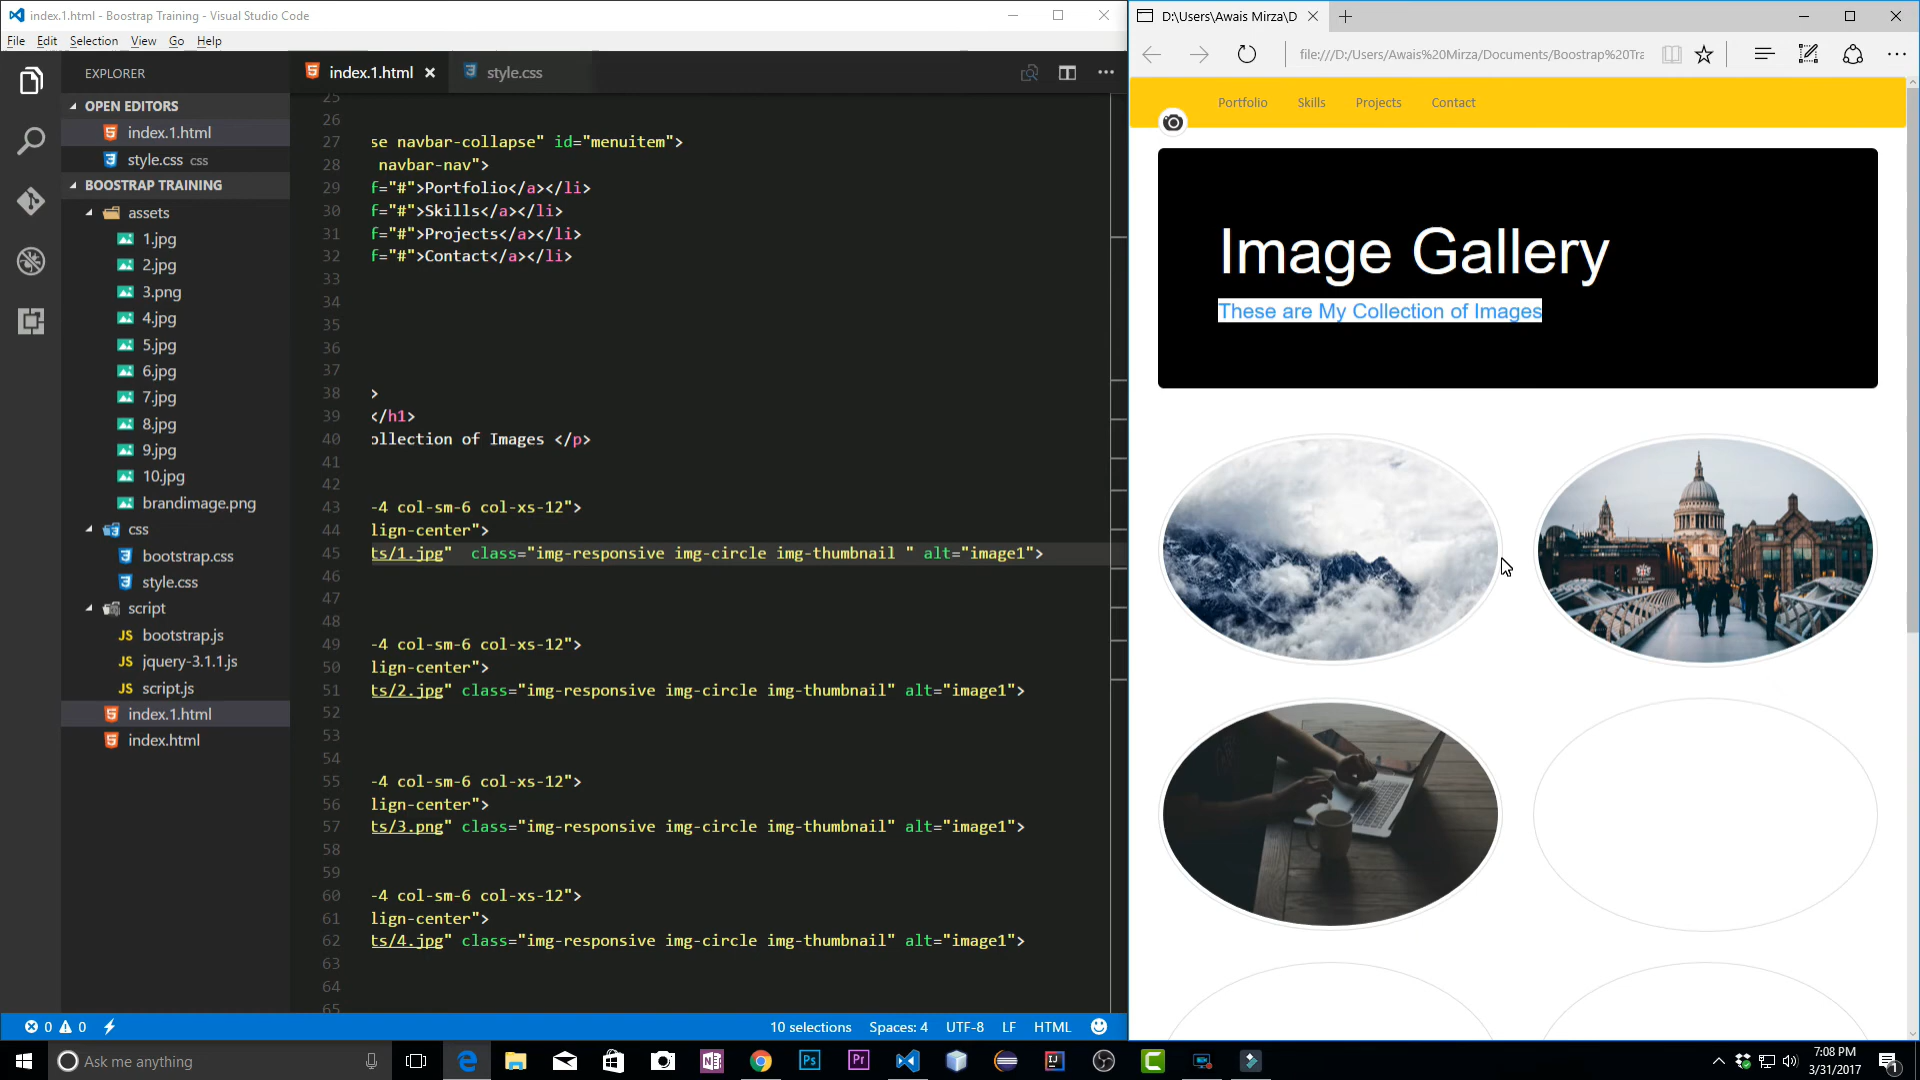 index.1.html - Boostrap Training - Visual Studio Code
File Edit Selection View Go Help
EXPLORER
OPEN EDITORS
index.1.html
style.css css
BOOSTRAP TRAINING
assets
1.jpg
2.jpg
3.png
4.jpg
5.jpg
6.jpg
7.jpg
8.jpg
9.jpg
10.jpg
brandimage.png
css
bootstrap.css
style.css
script
JS bootstrap.js
JS jquery-3.1.1.js
JS script.js
index.1.html
index.html
index.1.html style.css
25
26
27 se navbar-collapse" id="menuitem">
28 navbar-nav">
29 f="#">Portfolio</a></li>
30 f="#">Skills</a></li>
31 f="#">Projects</a></li>
32 f="#">Contact</a></li>
33
34
35
36
37
38 >
39 </h1>
40 ollection of Images </p>
41
42
43 -4 col-sm-6 col-xs-12">
44 lign-center">
45 ts/1.jpg" class="img-responsive img-circle img-thumbnail " alt="image1">
46
47
48
49 -4 col-sm-6 col-xs-12">
50 lign-center">
51 ts/2.jpg" class="img-responsive img-circle img-thumbnail" alt="image1">
52
53
54
55 -4 col-sm-6 col-xs-12">
56 lign-center">
57 ts/3.png" class="img-responsive img-circle img-thumbnail" alt="image1">
58
59
60 -4 col-sm-6 col-xs-12">
61 lign-center">
62 ts/4.jpg" class="img-responsive img-circle img-thumbnail" alt="image1">
63
64
65
0 0 10 selections Spaces: 4 UTF-8 LF HTML
D:\Users\Awais Mirza\D
file:///D:/Users/Awais%20Mirza/Documents/Boostrap%20Tra
Portfolio Skills Projects Contact
Image Gallery
These are My Collection of Images
Ask me anything
Ps
Pr
IJ
7:08 PM
3/31/2017
1